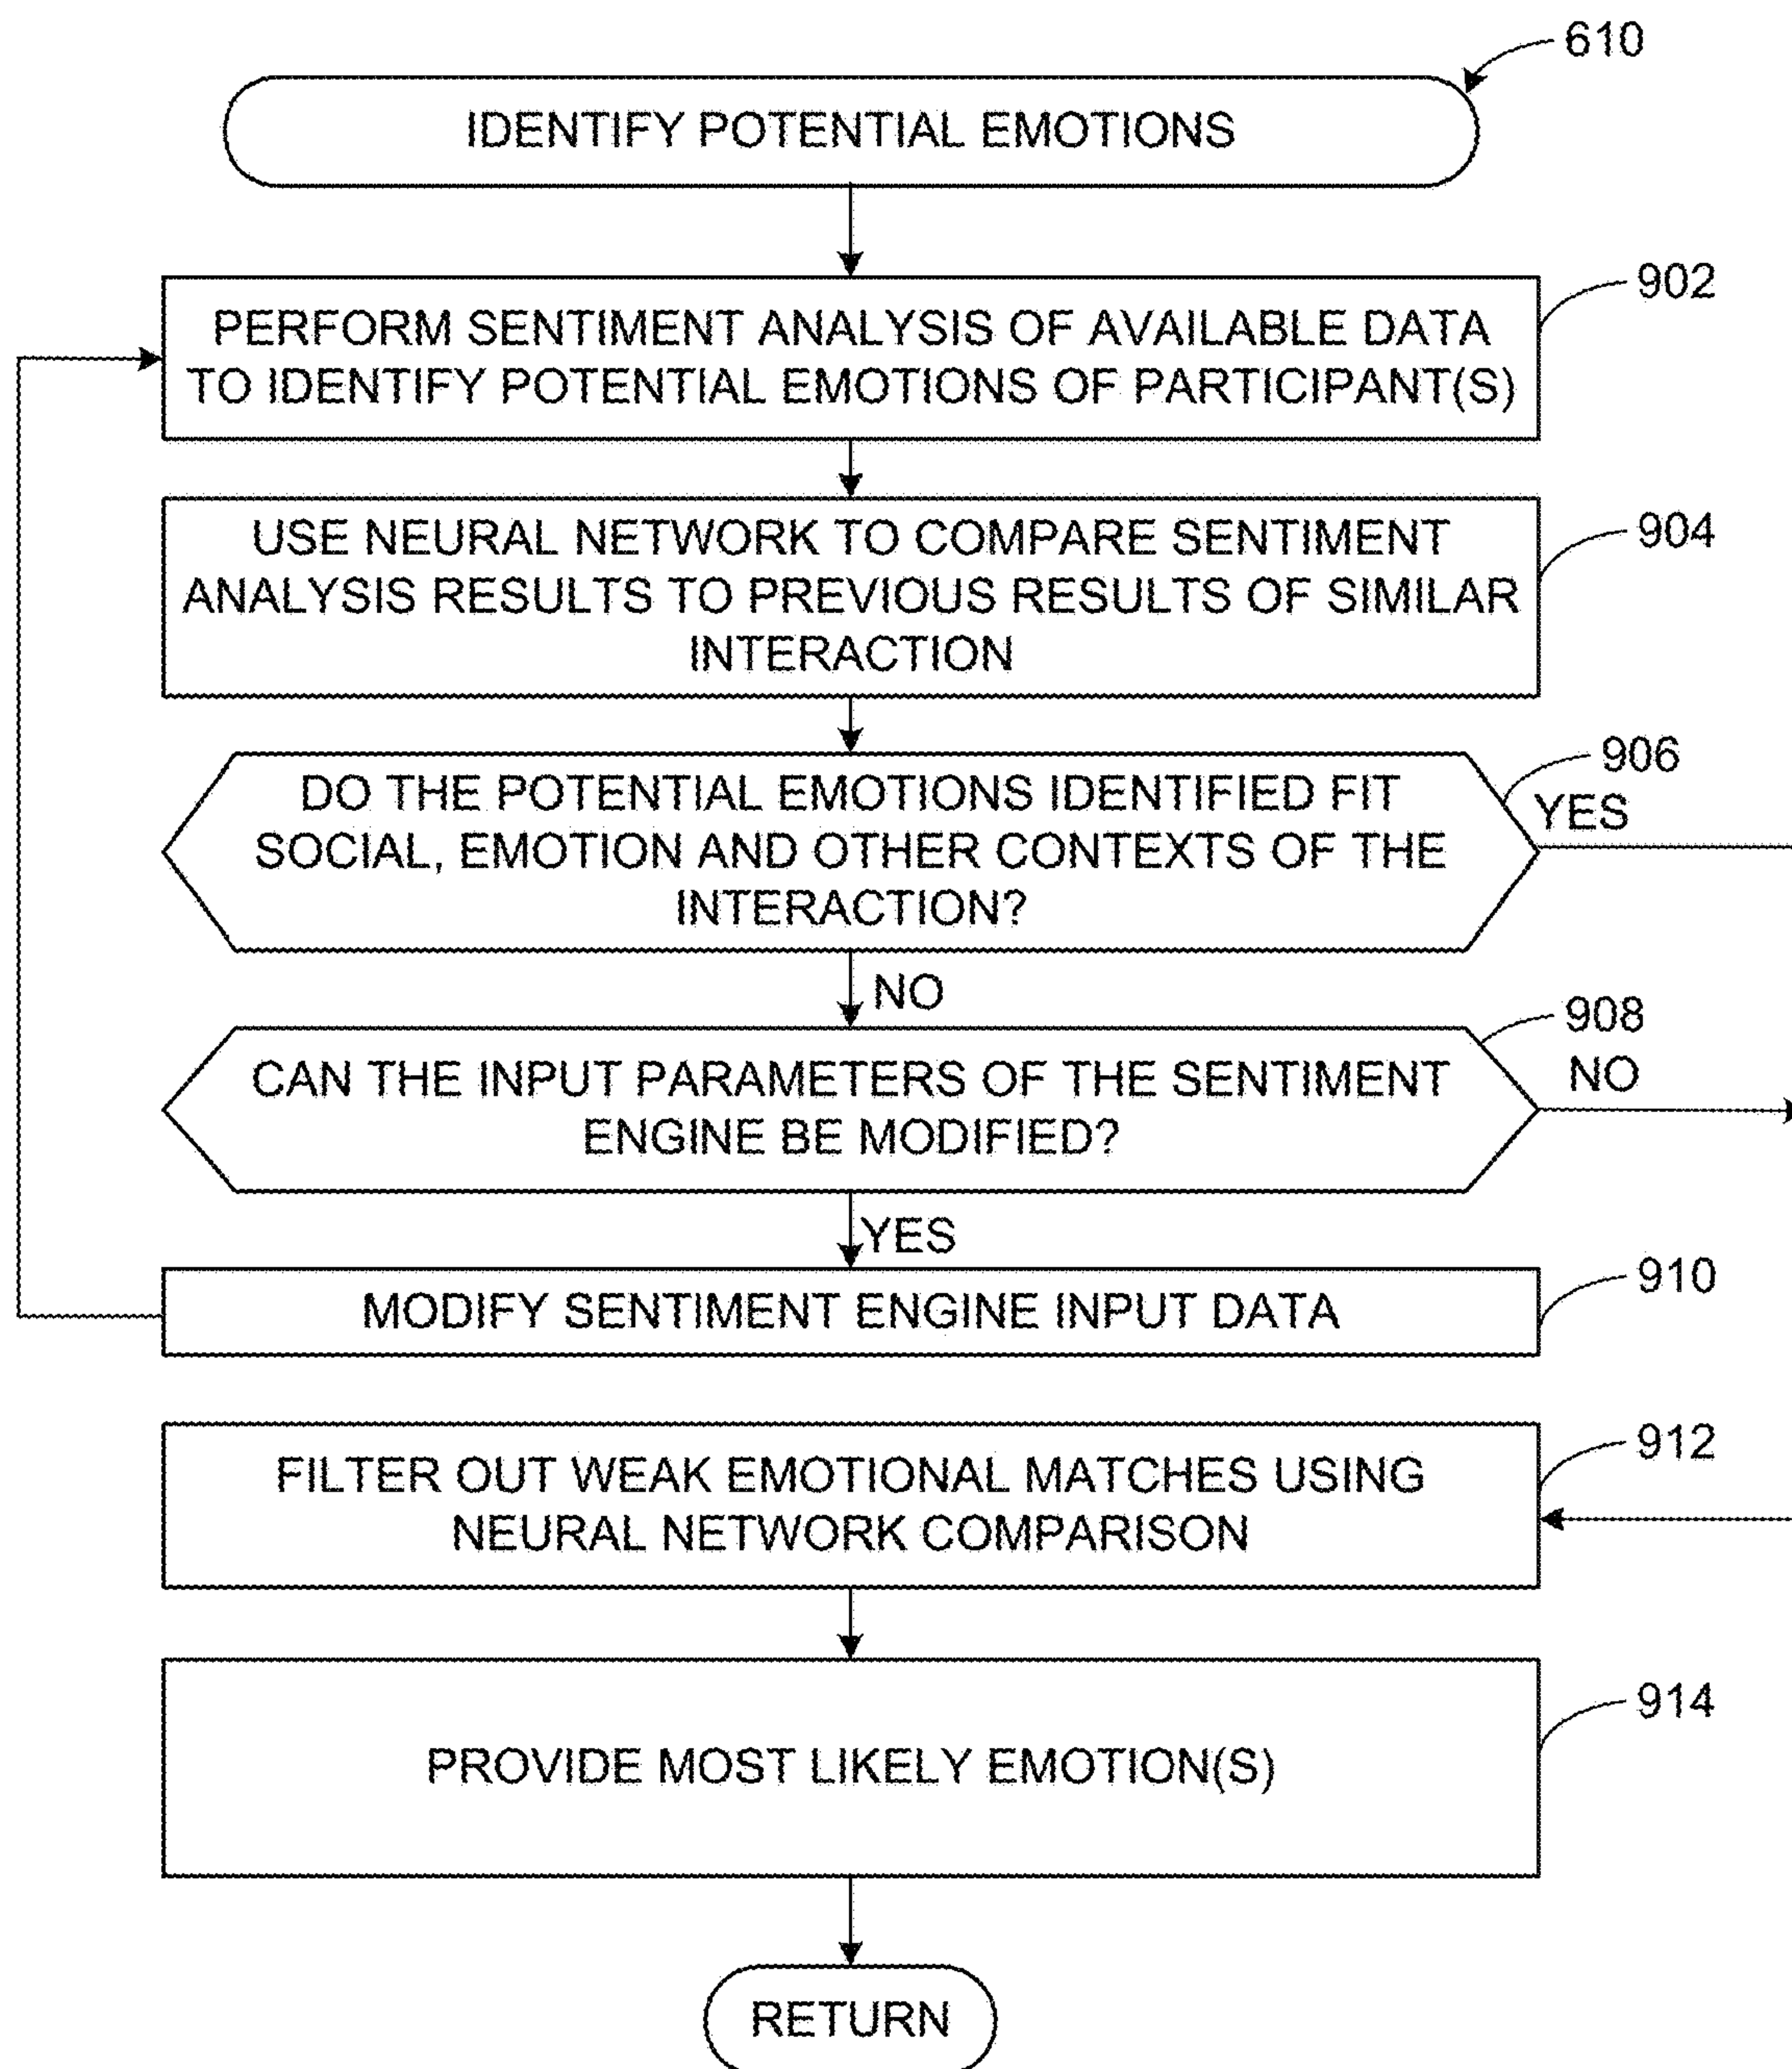 610
IDENTIFY POTENTIAL EMOTIONS
902
PERFORM SENTIMENT ANALYSIS OF AVAILABLE DATA
TO IDENTIFY POTENTIAL EMOTIONS OF PARTICIPANT(S)
904
USE NEURAL NETWORK TO COMPARE SENTIMENT
ANALYSIS RESULTS TO PREVIOUS RESULTS OF SIMILAR
INTERACTION
906
DO THE POTENTIAL EMOTIONS IDENTIFIED FIT
SOCIAL, EMOTION AND OTHER CONTEXTS OF THE
INTERACTION?
YES
NO
908
CAN THE INPUT PARAMETERS OF THE SENTIMENT
ENGINE BE MODIFIED?
NO
YES
910
MODIFY SENTIMENT ENGINE INPUT DATA
912
FILTER OUT WEAK EMOTIONAL MATCHES USING
NEURAL NETWORK COMPARISON
914
PROVIDE MOST LIKELY EMOTION(S)
RETURN